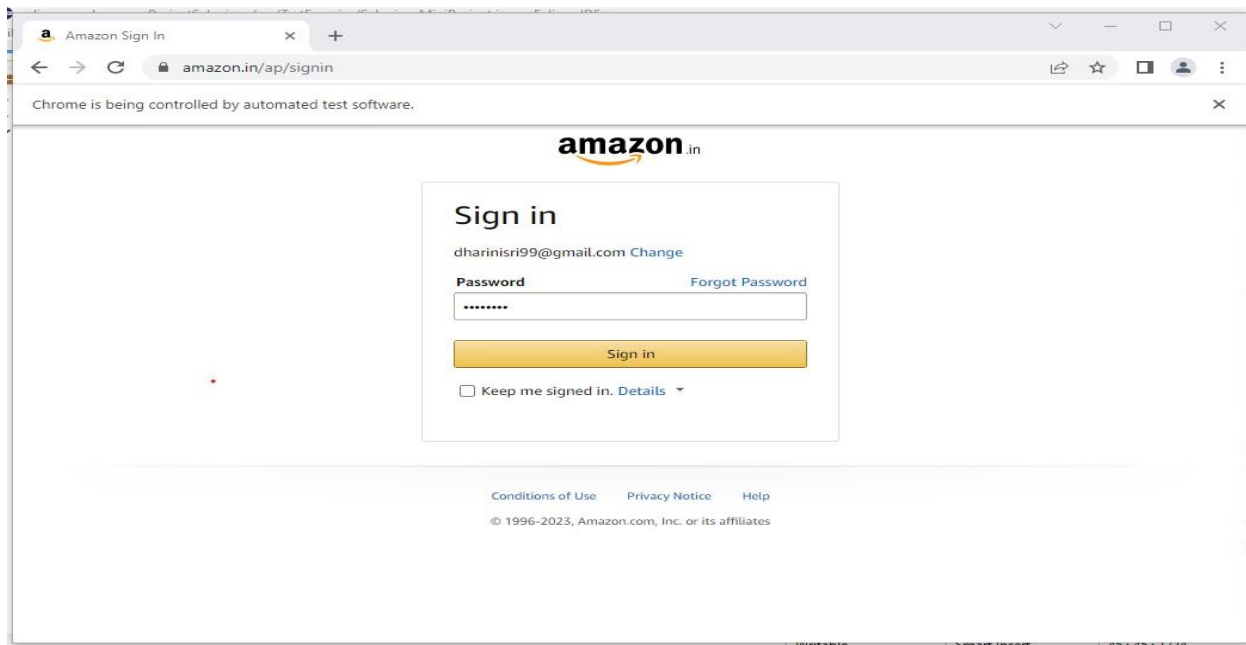 Amazon Sign In
amazon.in/ap/signin
Chrome is being controlled by automated test software.
amazon.in
Sign in
dharinisri99@gmail.com Change
Password Forgot Password
••••••••
Sign in
Keep me signed in. Details
Conditions of Use Privacy Notice Help
© 1996-2023, Amazon.com, Inc. or its affiliates